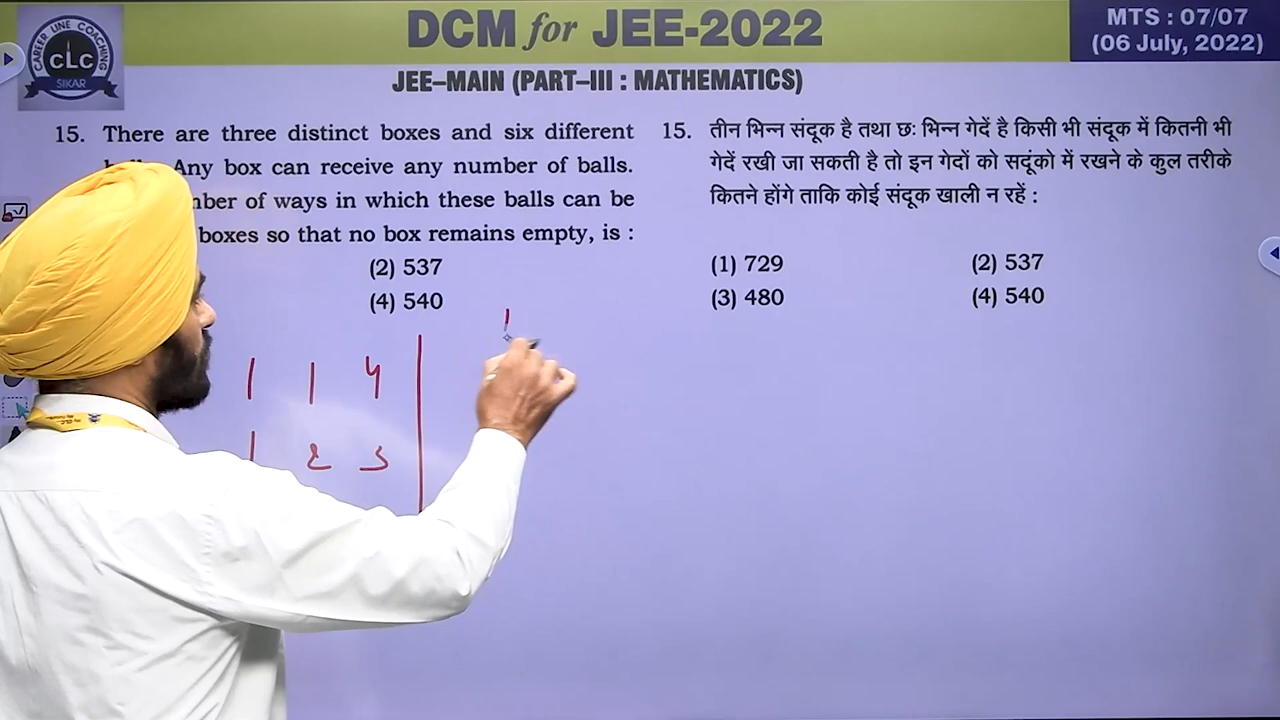 DCM for JEE-2022
MTS : 07/07
(06 July, 2022)
CAREER LINE COACHING
CLC
SIKAR
JEE–MAIN (PART–III : MATHEMATICS)
15. There are three distinct boxes and six different
Any box can receive any number of balls.
of ways in which these balls can be
boxes so that no box remains empty, is :
(2) 537
(4) 540
15. तीन भिन्न संदूक है तथा छः भिन्न गेदें है किसी भी संदूक में कितनी भी
गेदें रखी जा सकती है तो इन गेदों को सदूंको में रखने के कुल तरीके
कितने होंगे ताकि कोई संदूक खाली न रहें :
(1) 729 (2) 537
(3) 480 (4) 540
1 1 4
1 2 3